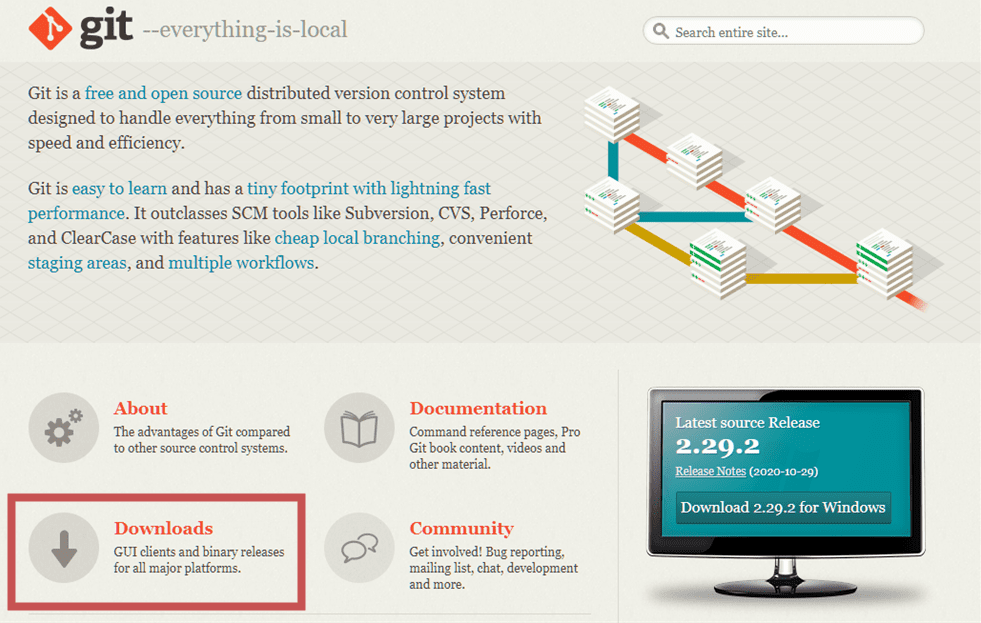 git --everything-is-local
Search entire site...
Git is a free and open source distributed version control system
designed to handle everything from small to very large projects with
speed and efficiency.
Git is easy to learn and has a tiny footprint with lightning fast
performance. It outclasses SCM tools like Subversion, CVS, Perforce,
and ClearCase with features like cheap local branching, convenient
staging areas, and multiple workflows.
About
The advantages of Git compared
to other source control systems.
Documentation
Command reference pages, Pro
Git book content, videos and
other material.
Downloads
GUI clients and binary releases
for all major platforms.
Community
Get involved! Bug reporting,
mailing list, chat, development
and more.
Latest source Release
2.29.2
Release Notes (2020-10-29)
Download 2.29.2 for Windows